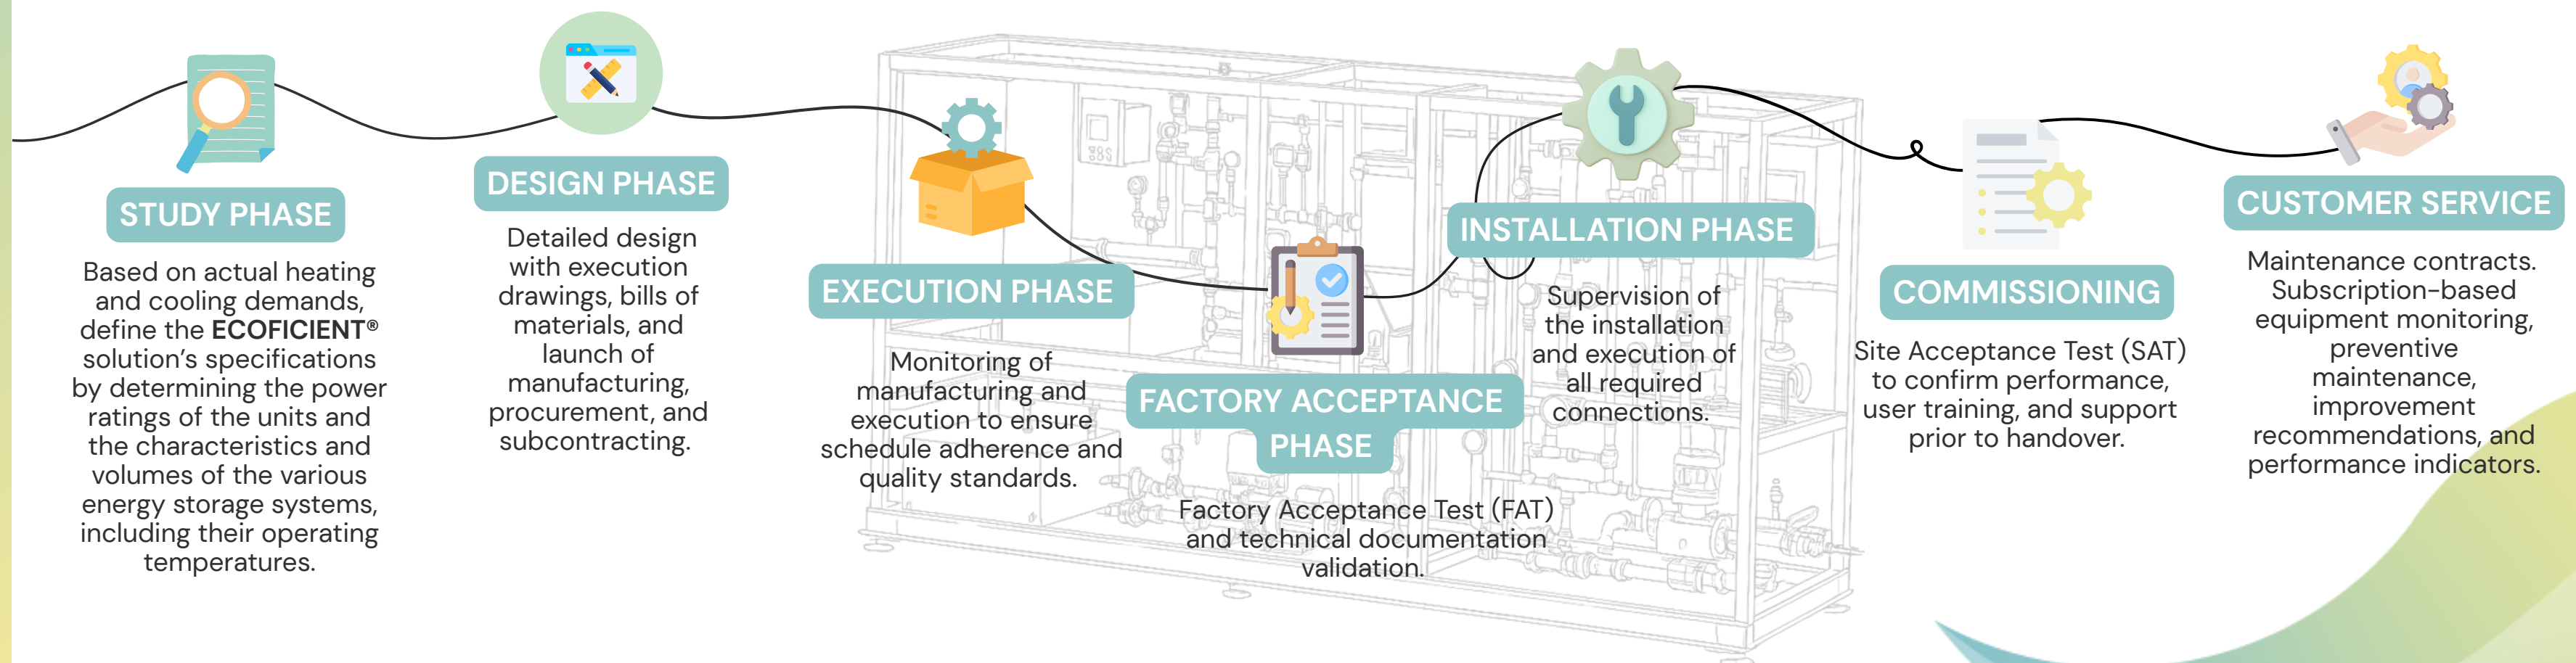 STUDY PHASE
Based on actual heating
and cooling demands,
define the ECOFICIENT®
solution's specifications
by determining the power
ratings of the units and
the characteristics and
volumes of the various
energy storage systems,
including their operating
temperatures.
DESIGN PHASE
Detailed design
with execution
drawings, bills of
materials, and
launch of
manufacturing,
procurement, and
subcontracting.
EXECUTION PHASE
Monitoring of
manufacturing and
execution to ensure
schedule adherence and
quality standards.
FACTORY ACCEPTANCE
PHASE
Factory Acceptance Test (FAT)
and technical documentation
validation.
INSTALLATION PHASE
Supervision of
the installation
and execution of
all required
connections.
COMMISSIONING
Site Acceptance Test (SAT)
to confirm performance,
user training, and support
prior to handover.
CUSTOMER SERVICE
Maintenance contracts.
Subscription-based
equipment monitoring,
preventive
maintenance,
improvement
recommendations, and
performance indicators.